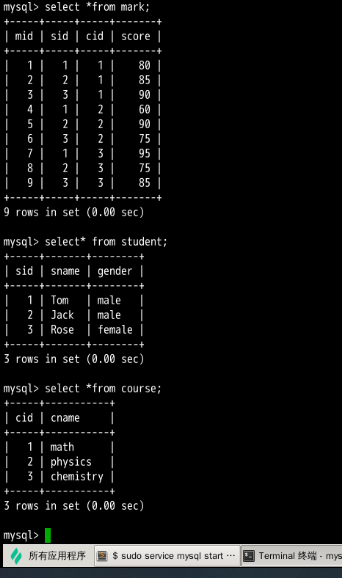 mysql> select *from mark;
+-----+-----+-----+-------+
| mid | sid | cid | score |
+-----+-----+-----+-------+
|   1 |   1 |   1 |    80 |
|   2 |   2 |   1 |    85 |
|   3 |   3 |   1 |    90 |
|   4 |   1 |   2 |    60 |
|   5 |   2 |   2 |    90 |
|   6 |   3 |   2 |    75 |
|   7 |   1 |   3 |    95 |
|   8 |   2 |   3 |    75 |
|   9 |   3 |   3 |    85 |
+-----+-----+-----+-------+
9 rows in set (0.00 sec)
mysql> select* from student;
+-----+-------+--------+
| sid | sname | gender |
+-----+-------+--------+
|   1 | Tom   | male   |
|   2 | Jack  | male   |
|   3 | Rose  | female |
+-----+-------+--------+
3 rows in set (0.00 sec)
mysql> select *from course;
+-----+-----------+
| cid | cname     |
+-----+-----------+
|   1 | math      |
|   2 | physics   |
|   3 | chemistry |
+-----+-----------+
3 rows in set (0.00 sec)
mysql>
所有应用程序 $ sudo service mysql start ··· Terminal 终端 - mys